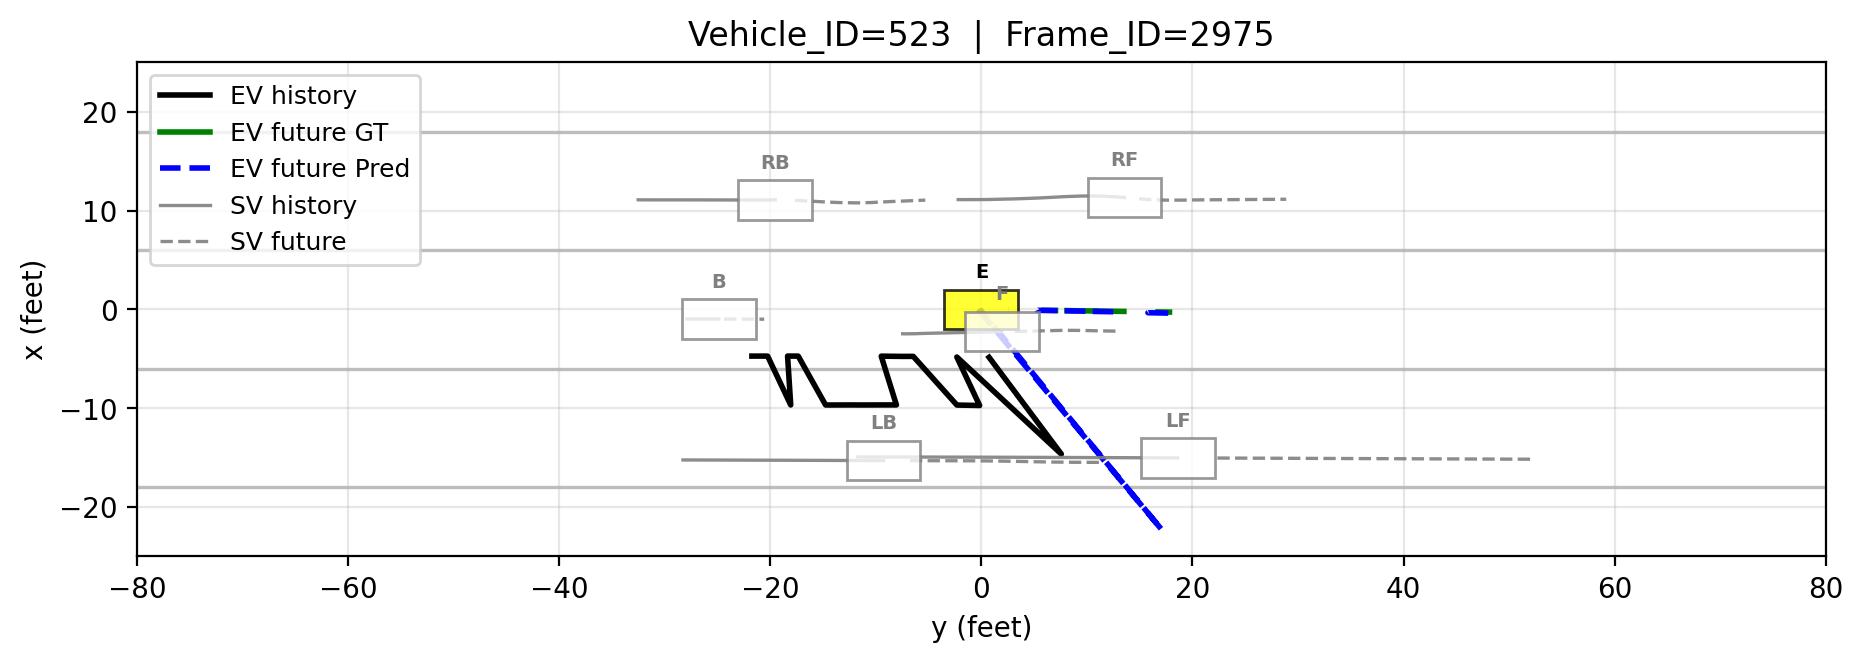 Vehicle_ID=523 | Frame_ID=2975
EV history
EV future GT
EV future Pred
SV history
SV future
RB
RF
B
E
F
LB
LF
20
10
0
−10
−20
x (feet)
−80
−60
−40
−20
0
20
40
60
80
y (feet)